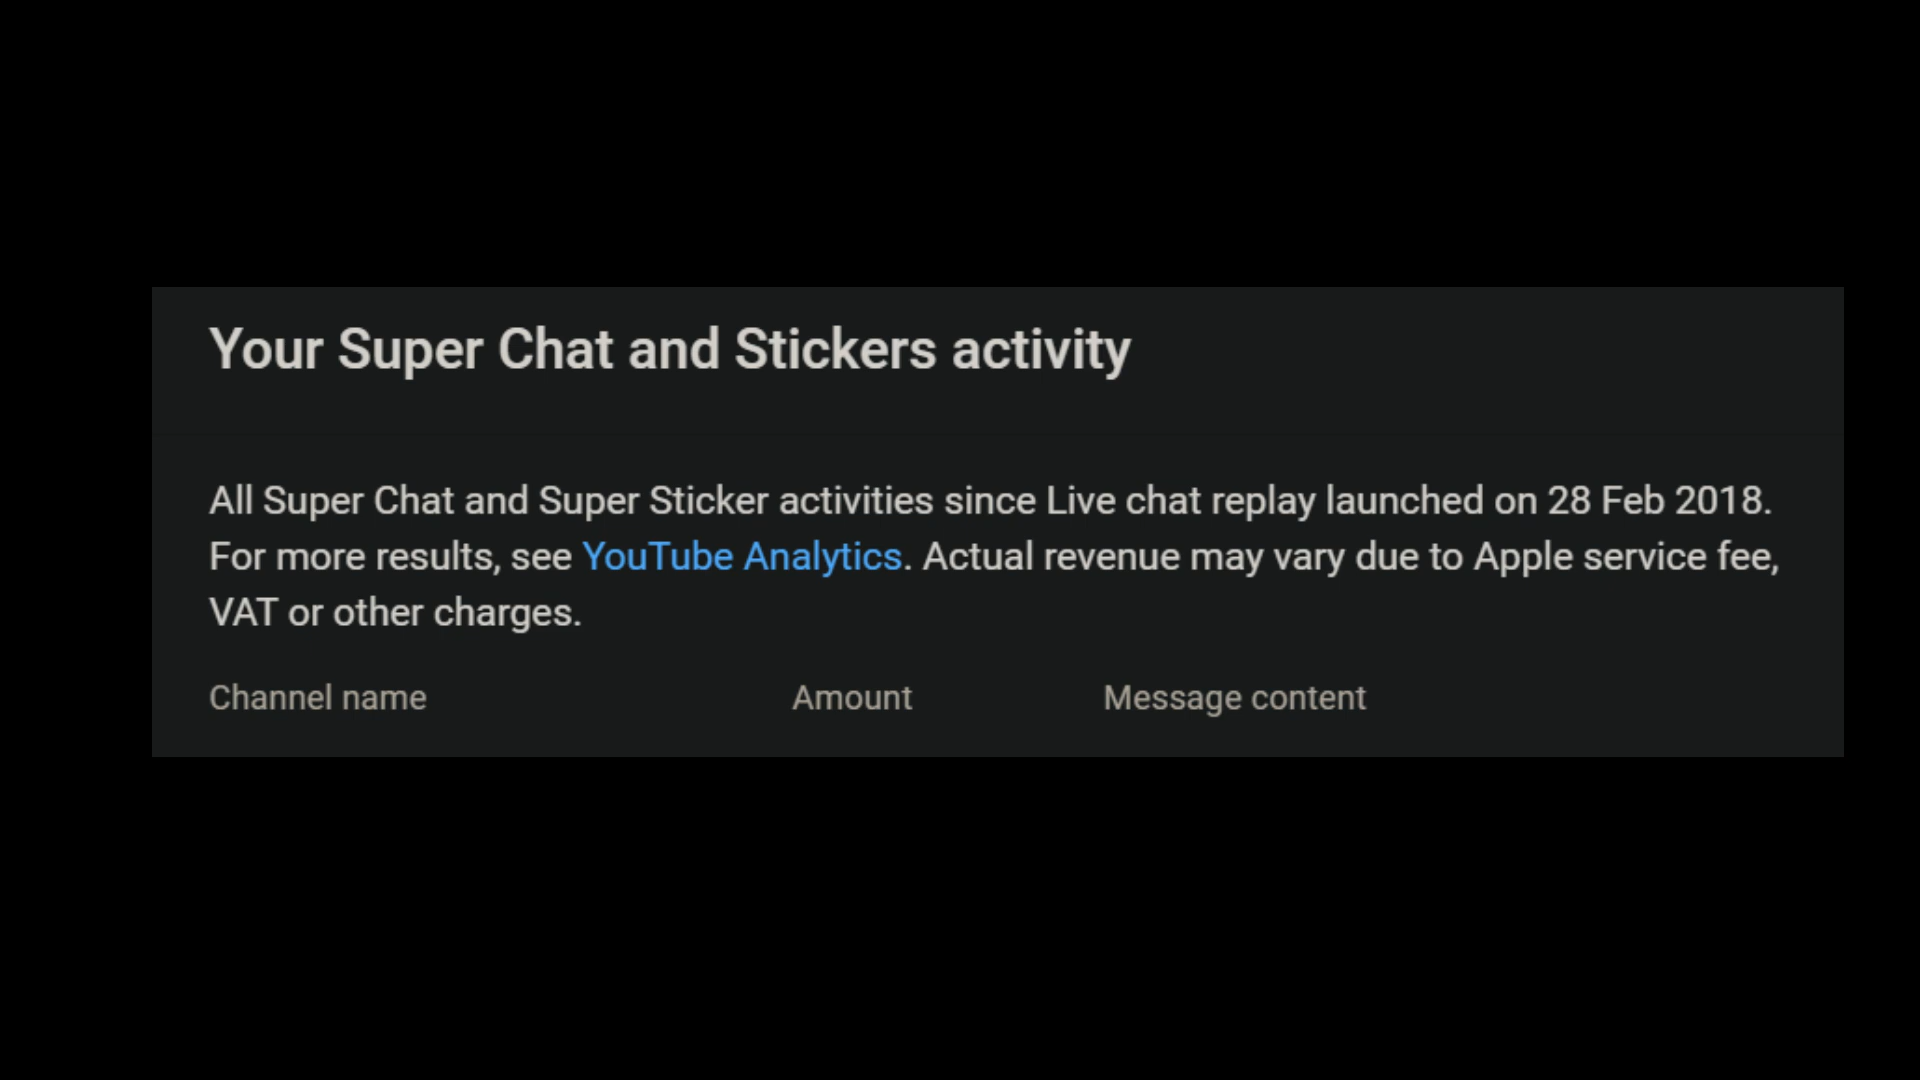 Your Super Chat and Stickers activity
All Super Chat and Super Sticker activities since Live chat replay launched on 28 Feb 2018.
For more results, see YouTube Analytics. Actual revenue may vary due to Apple service fee,
VAT or other charges.
Channel name Amount Message content